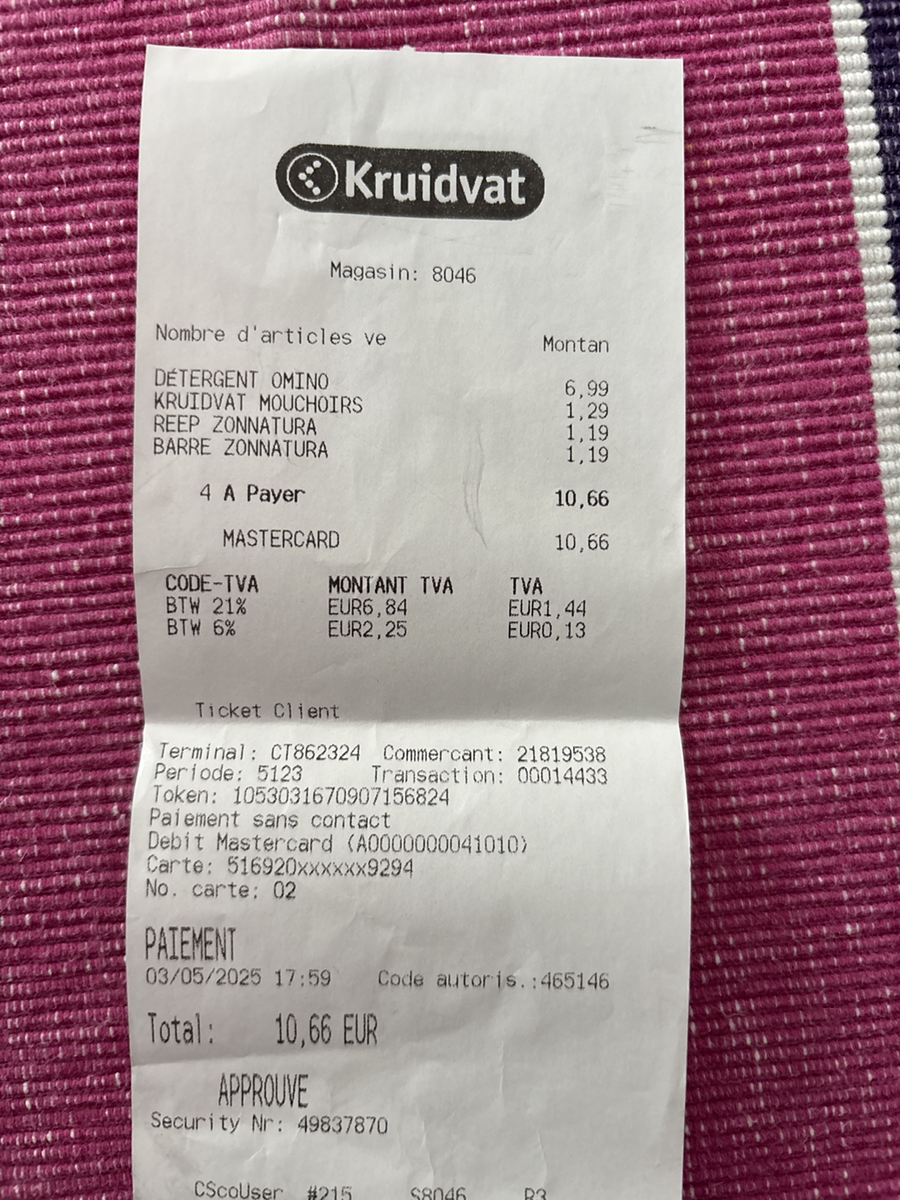 Kruidvat
Magasin: 8046
Nombre d'articles ve Montan
DÉTERGENT OMINO 6,99
KRUIDVAT MOUCHOIRS 1,29
REEP ZONNATURA 1,19
BARRE ZONNATURA 1,19
4 A Payer 10,66
MASTERCARD 10,66
CODE-TVA MONTANT TVA TVA
BTW 21% EUR6,84 EUR1,44
BTW 6% EUR2,25 EUR0,13
Ticket Client
Terminal: CT862324 Commercant: 21819538
Periode: 5123 Transaction: 00014433
Token: 1053031670907156824
Paiement sans contact
Debit Mastercard (A0000000041010)
Carte: 516920xxxxxx9294
No. carte: 02
PAIEMENT
03/05/2025 17:59 Code autoris.:465146
Total: 10,66 EUR
APPROUVE
Security Nr: 49837870
CScoUser #215 S8046 R3